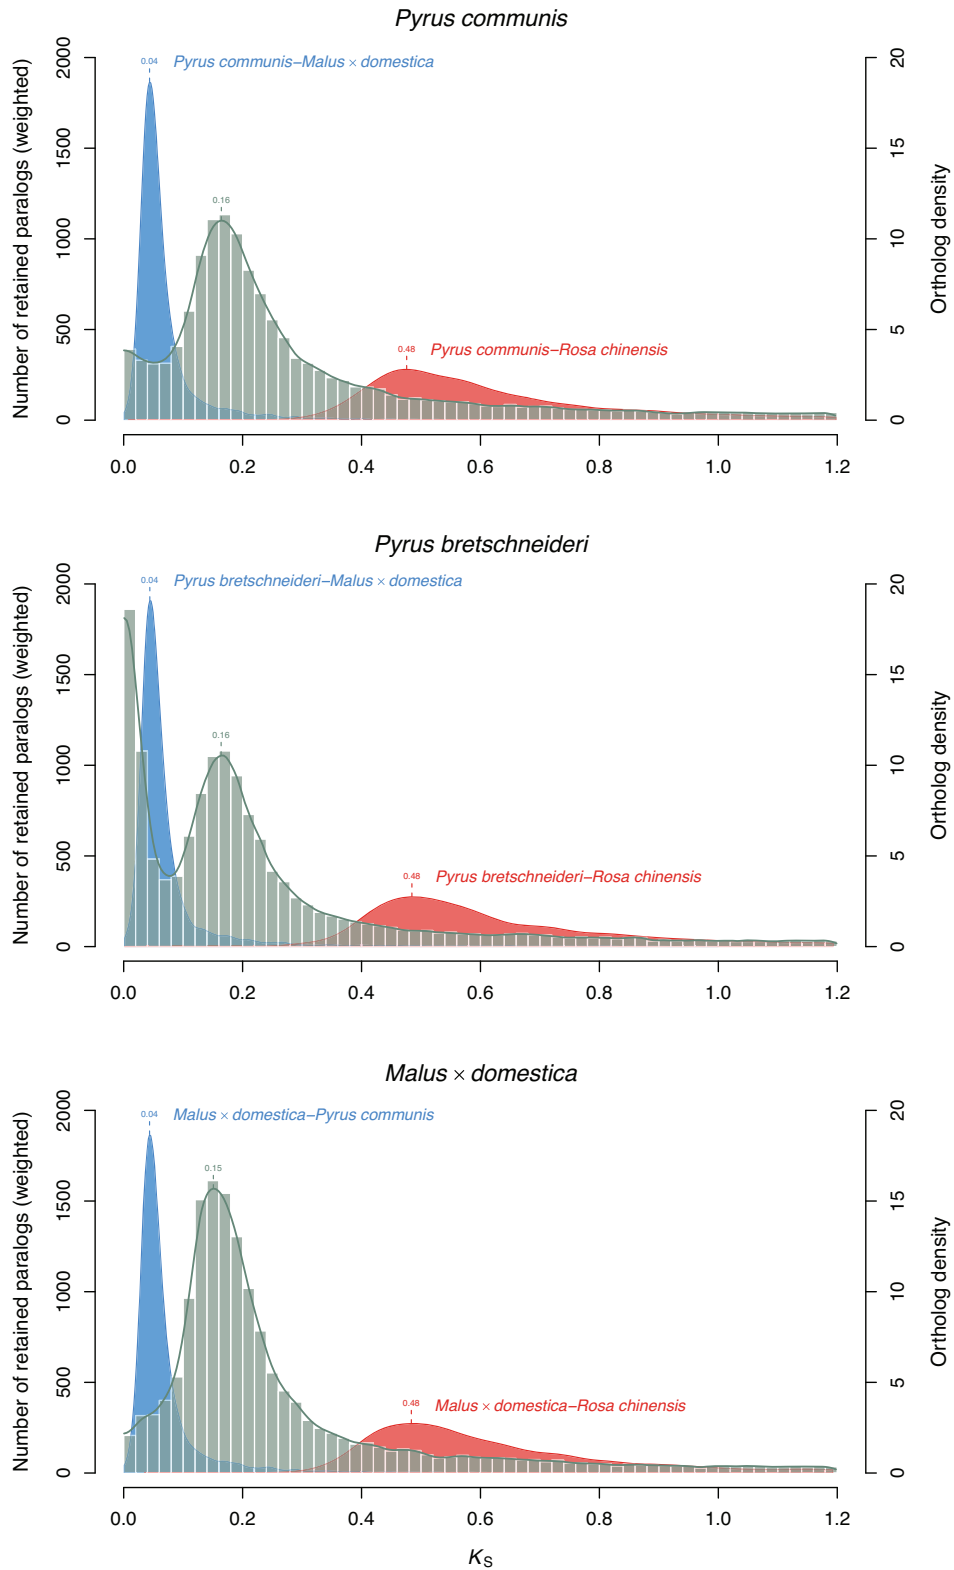 Pyrus communis
Number of retained paralogs (weighted)
0 500 1000 1500 2000
0.04 Pyrus communis–Malus × domestica
0.16
0.48 Pyrus communis–Rosa chinensis
0 5 10 15 20
Ortholog density
0.0 0.2 0.4 0.6 0.8 1.0 1.2
Pyrus bretschneideri
Number of retained paralogs (weighted)
0 500 1000 1500 2000
0.04 Pyrus bretschneideri–Malus × domestica
0.16
0.48 Pyrus bretschneideri–Rosa chinensis
0 5 10 15 20
Ortholog density
0.0 0.2 0.4 0.6 0.8 1.0 1.2
Malus × domestica
Number of retained paralogs (weighted)
0 500 1000 1500 2000
0.04 Malus × domestica–Pyrus communis
0.15
0.48 Malus × domestica–Rosa chinensis
0 5 10 15 20
Ortholog density
0.0 0.2 0.4 0.6 0.8 1.0 1.2
KS